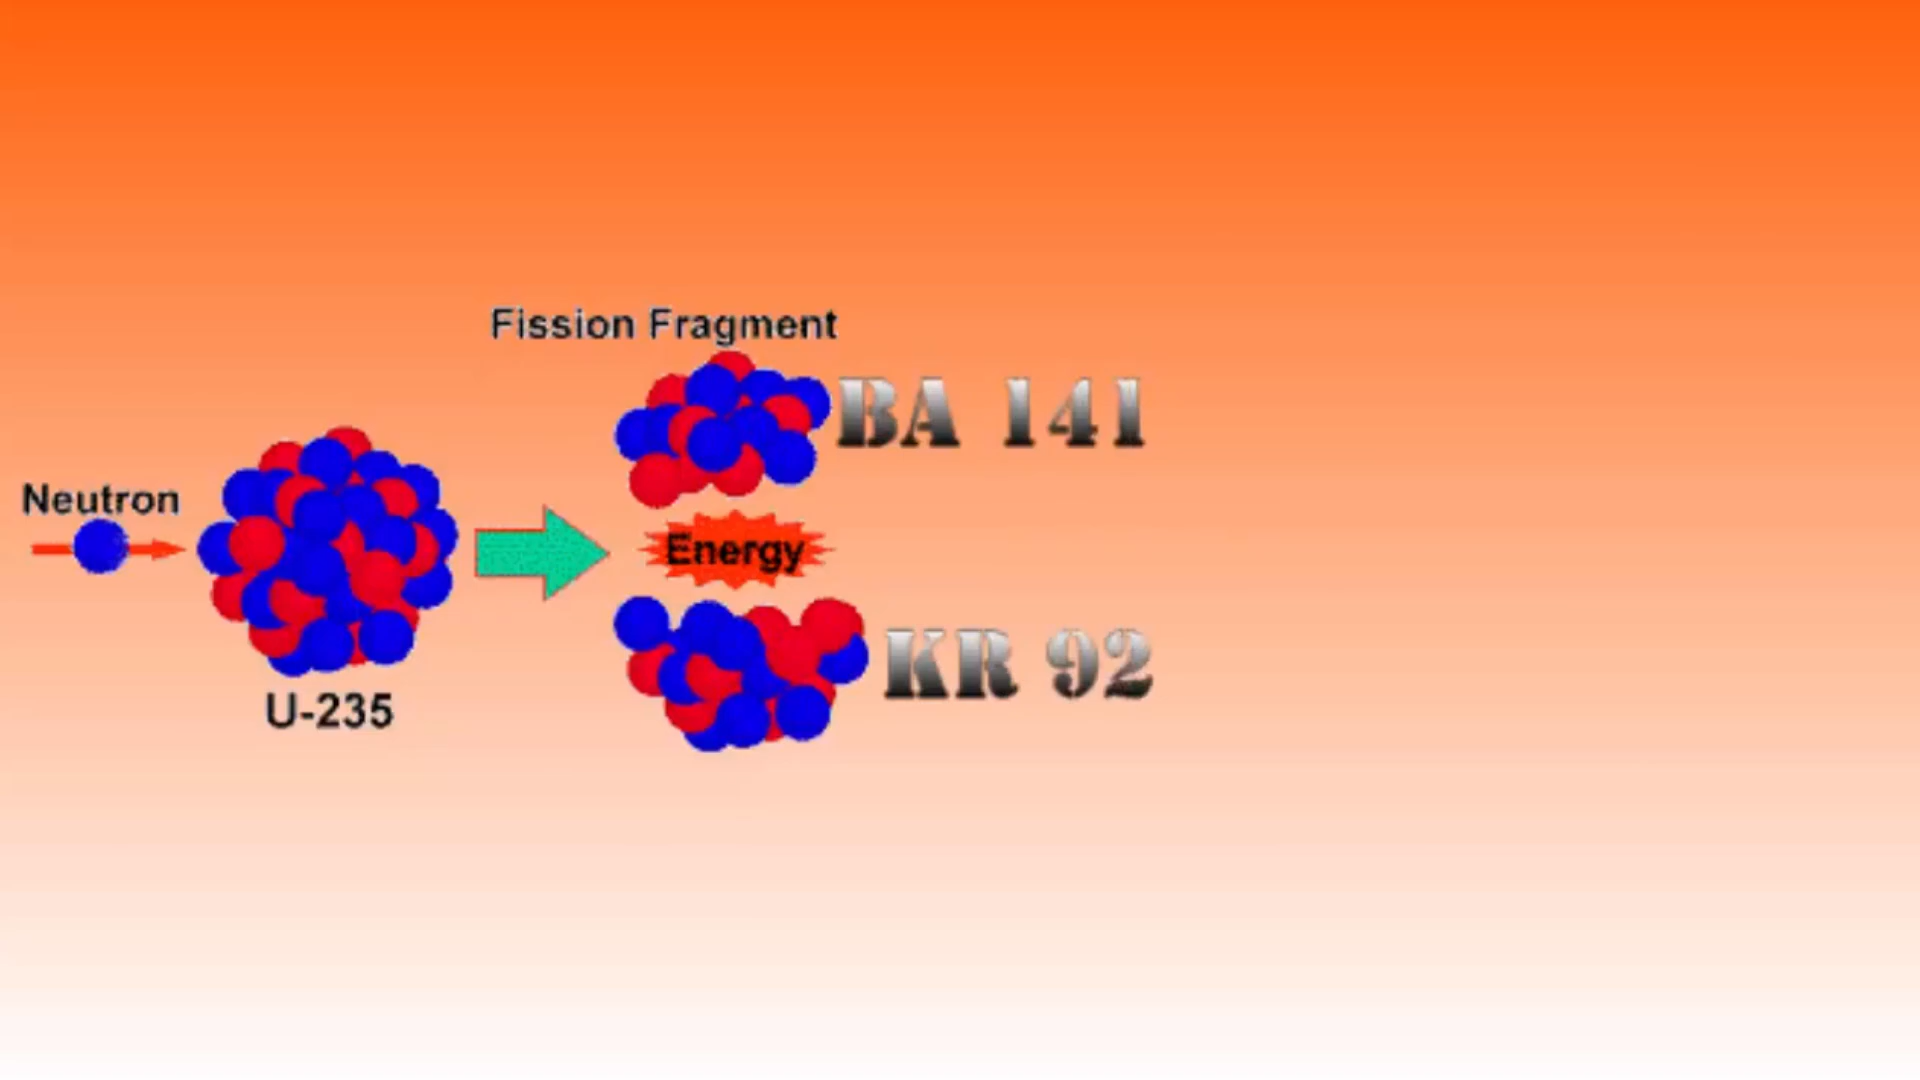 Fission Fragment
BA 141
Neutron
Energy
KR 92
U-235